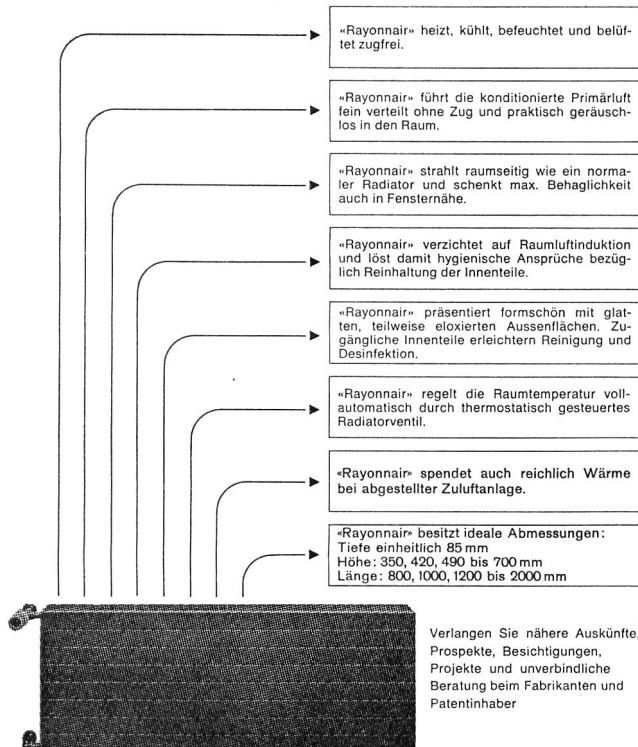 «Rayonnair» heizt, kühlt, befeuchtet und belüf-
tet zugfrei.
«Rayonnair» führt die konditionierte Primärluft
fein verteilt ohne Zug und praktisch geräusch-
los in den Raum.
«Rayonnair» strahlt raumseitig wie ein norma-
ler Radiator und schenkt max. Behaglichkeit
auch in Fensternähe.
«Rayonnair» verzichtet auf Raumluftinduktion
und löst damit hygienische Ansprüche bezüg-
lich Reinhaltung der Innenteile.
«Rayonnair» präsentiert formschön mit glat-
ten, teilweise eloxierten Aussenflächen. Zu-
gängliche Innenteile erleichtern Reinigung und
Desinfektion.
«Rayonnair» regelt die Raumtemperatur voll-
automatisch durch thermostatisch gesteuertes
Radiatorventil.
«Rayonnair» spendet auch reichlich Wärme
bei abgestellter Zuluftanlage.
«Rayonnair» besitzt ideale Abmessungen:
Tiefe einheitlich 85 mm
Höhe: 350, 420, 490 bis 700 mm
Länge: 800, 1000, 1200 bis 2000 mm
Verlangen Sie nähere Auskünfte,
Prospekte, Besichtigungen,
Projekte und unverbindliche
Beratung beim Fabrikanten und
Patentinhaber